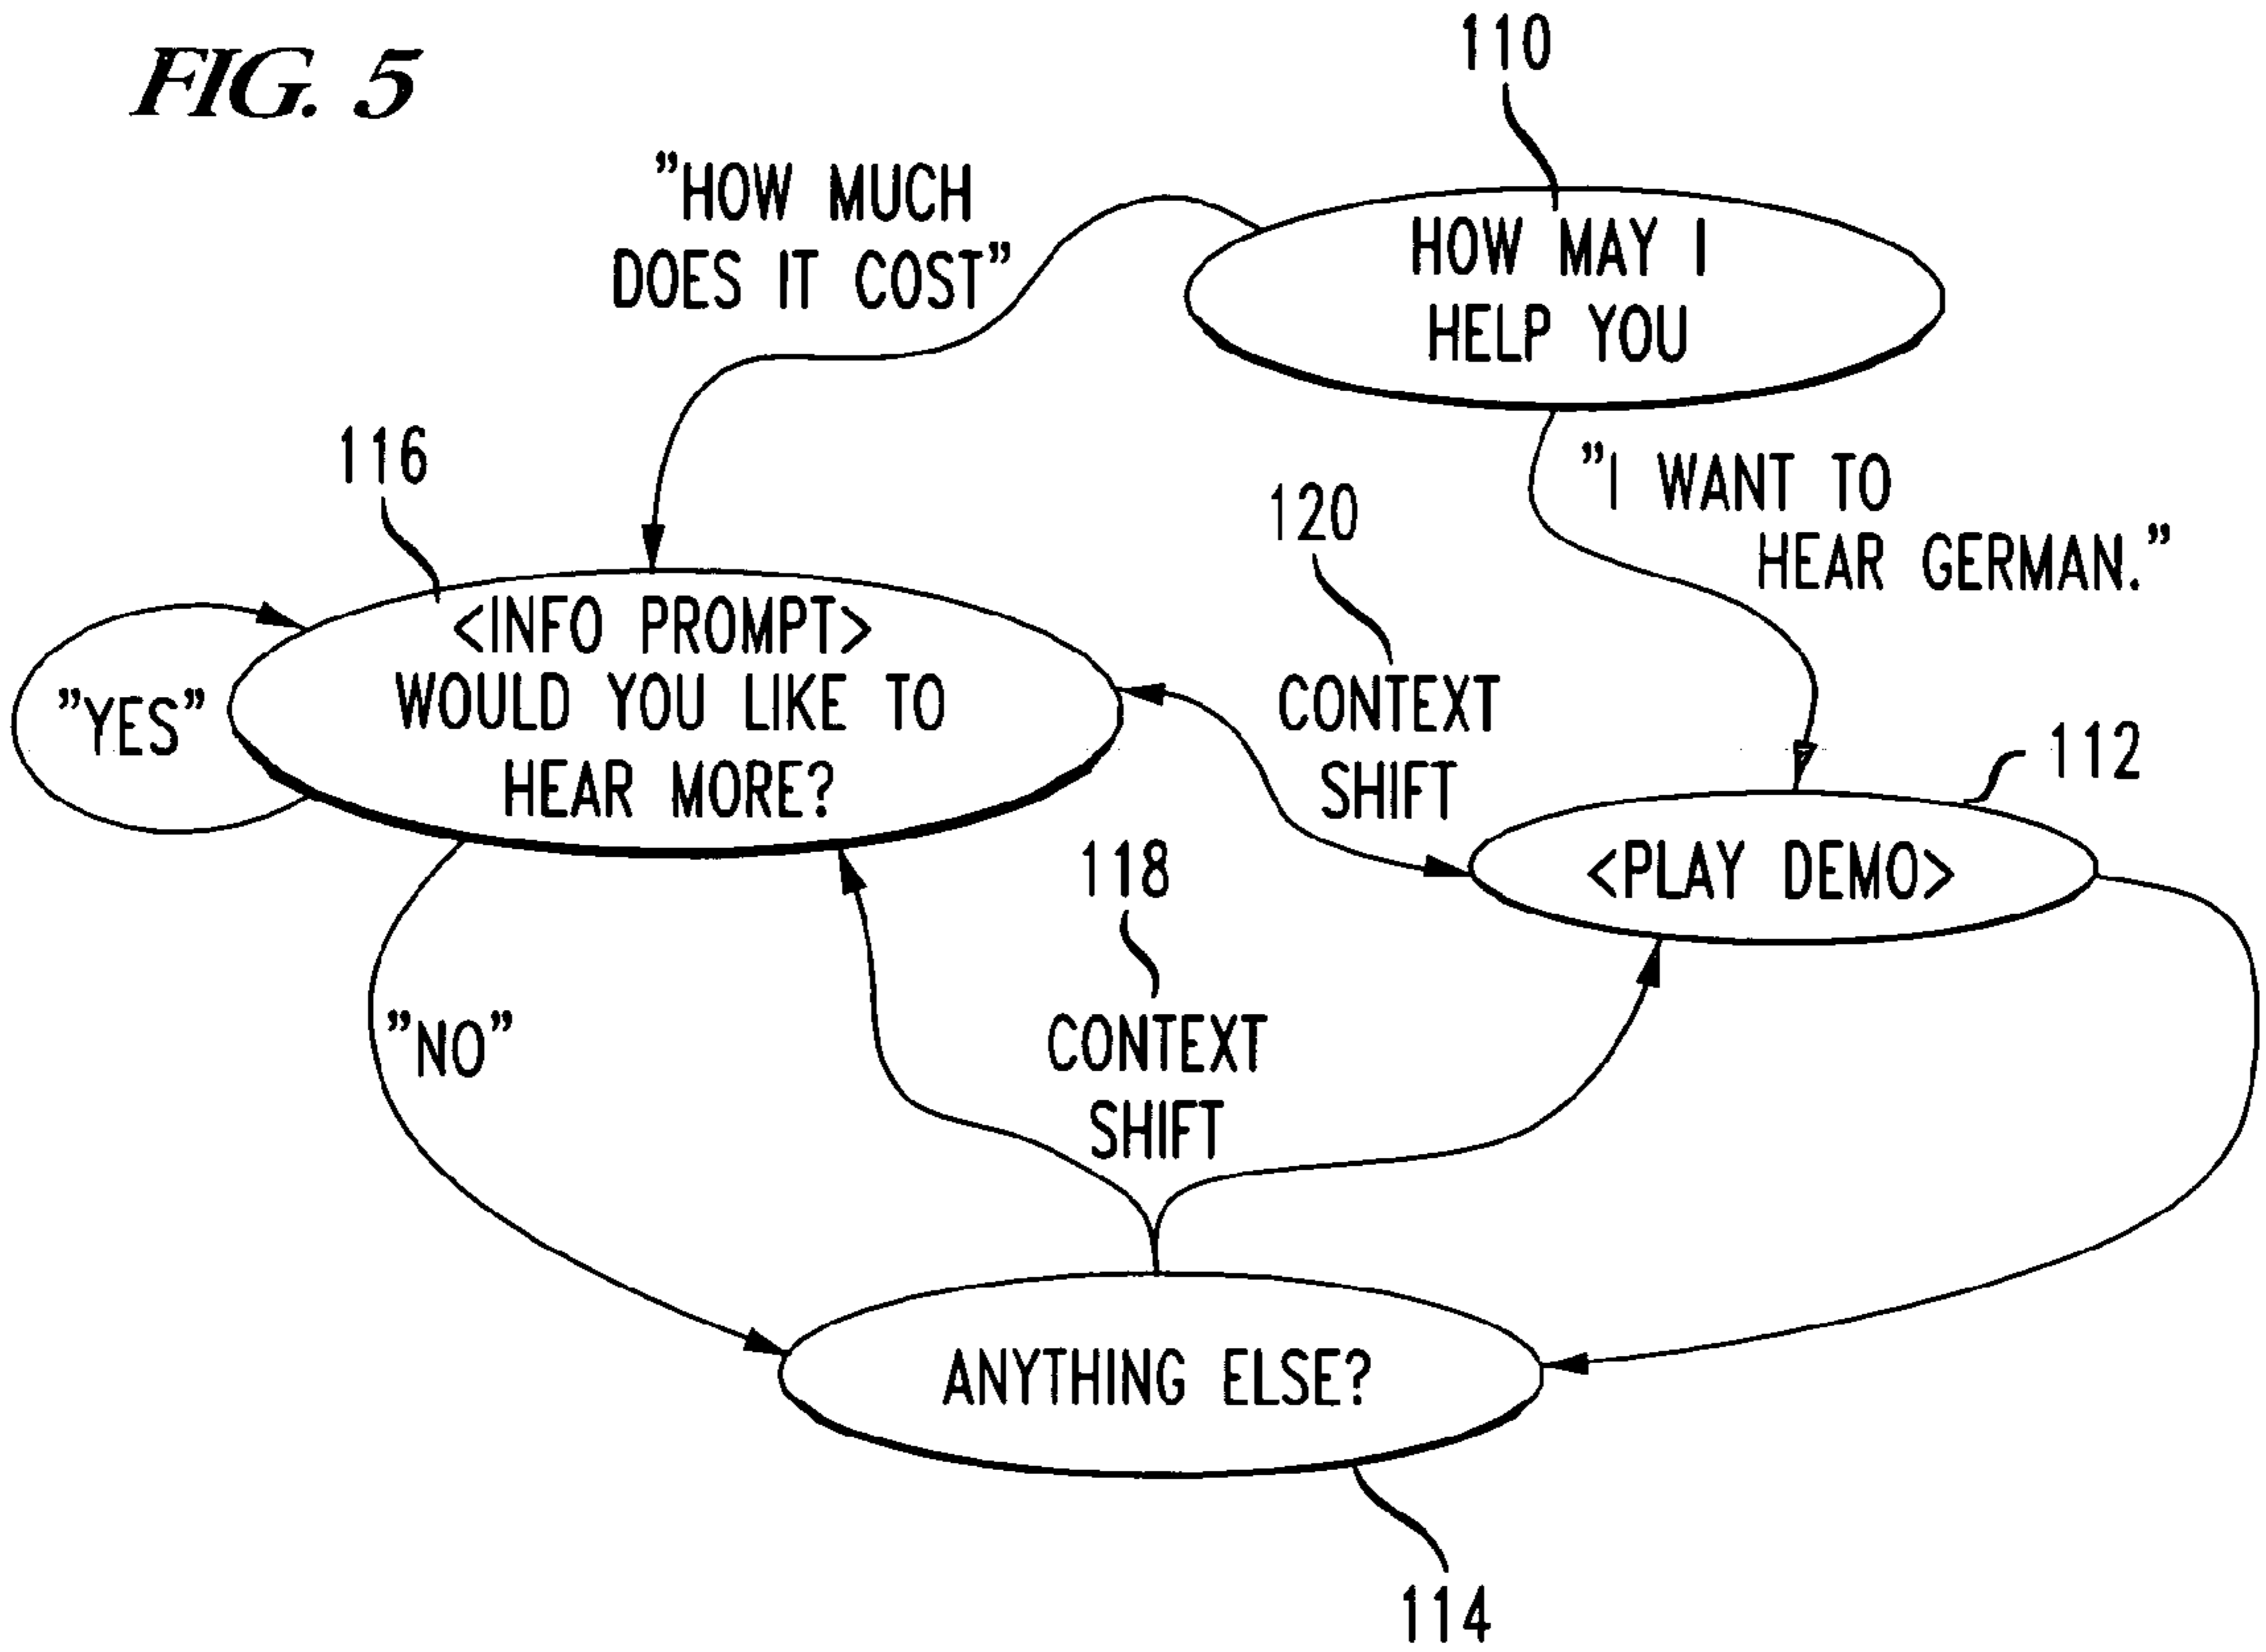 FIG. 5
110
"HOW MUCH
DOES IT COST"
HOW MAY I
HELP YOU
116
120
"I WANT TO
HEAR GERMAN."
<INFO PROMPT>
WOULD YOU LIKE TO
HEAR MORE?
"YES"
CONTEXT
SHIFT
112
118
<PLAY DEMO>
"NO"
CONTEXT
SHIFT
ANYTHING ELSE?
114